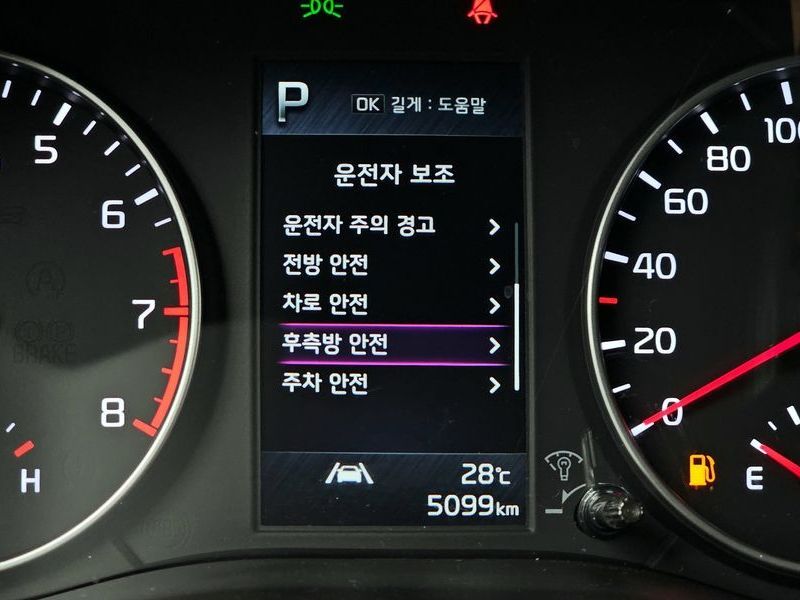 P OK 길게 : 도움말
운전자 보조
운전자 주의 경고
전방 안전
차로 안전
후측방 안전
주차 안전
28℃
5099km
5
6
7
8
H
100
80
60
40
20
0
E